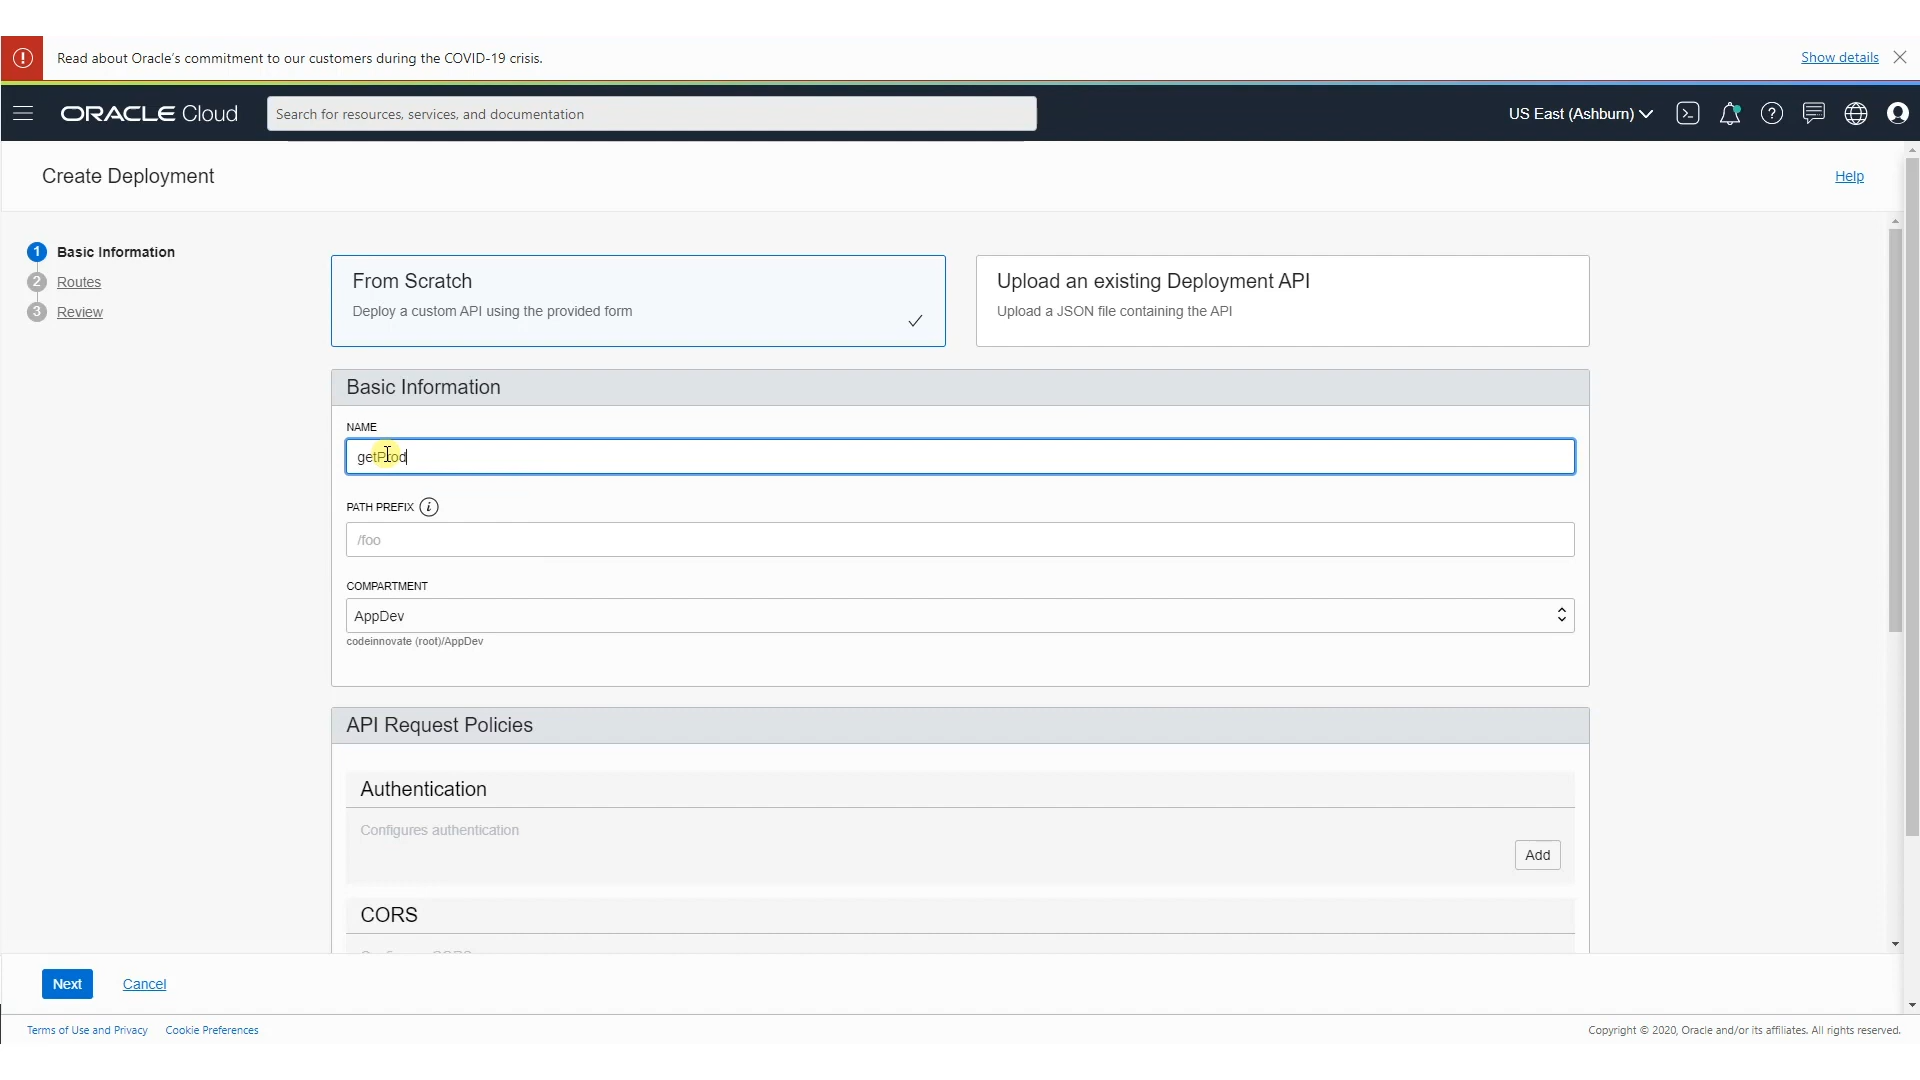 Read about Oracle's commitment to our customers during the COVID-19 crisis.
Show details
ORACLE Cloud
Search for resources, services, and documentation
US East (Ashburn)
Create Deployment
Help
1 Basic Information
2 Routes
3 Review
From Scratch
Deploy a custom API using the provided form
Upload an existing Deployment API
Upload a JSON file containing the API
Basic Information
NAME
getProd
PATH PREFIX i
/foo
COMPARTMENT
AppDev
codeinnovate (root)/AppDev
API Request Policies
Authentication
Configures authentication
Add
CORS
Next
Cancel
Terms of Use and Privacy
Cookie Preferences
Copyright © 2020, Oracle and/or its affiliates. All rights reserved.